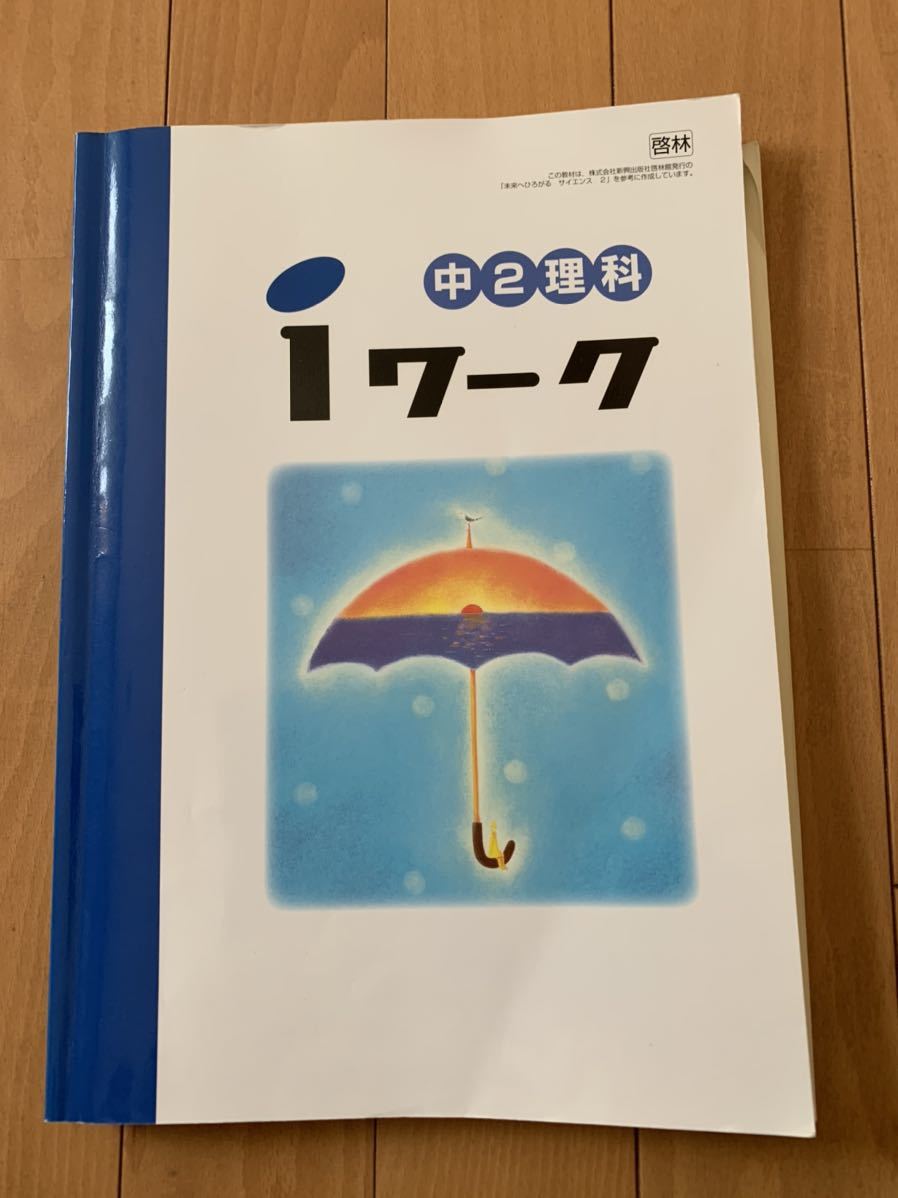 啓林
この教材は、株式会社新興出版社啓林館発行の
「未来へひろがる サイエンス 2」を参考に作成しています。
中2理科
iワーク